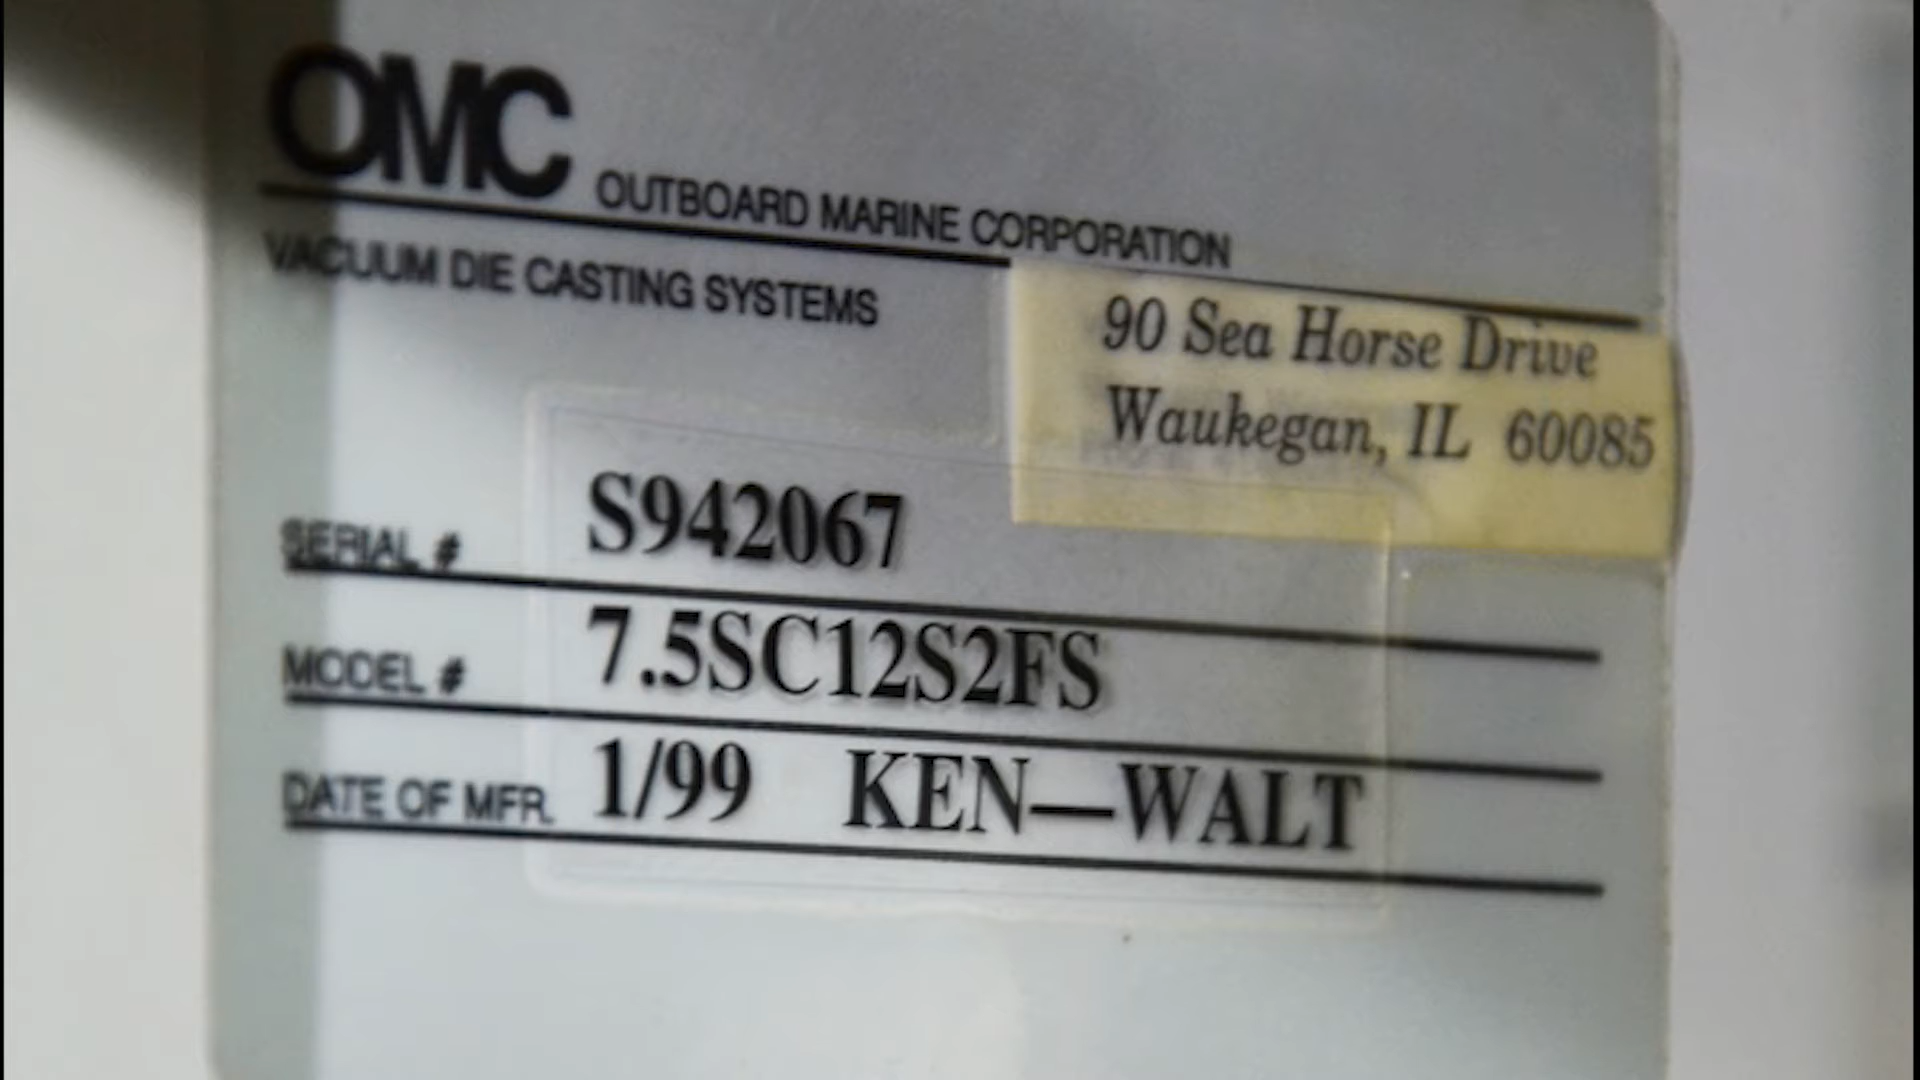 OMC OUTBOARD MARINE CORPORATION
VACUUM DIE CASTING SYSTEMS
90 Sea Horse Drive
Waukegan, IL 60085
SERIAL # S942067
MODEL # 7.5SC12S2FS
DATE OF MFR. 1/99 KEN—WALT